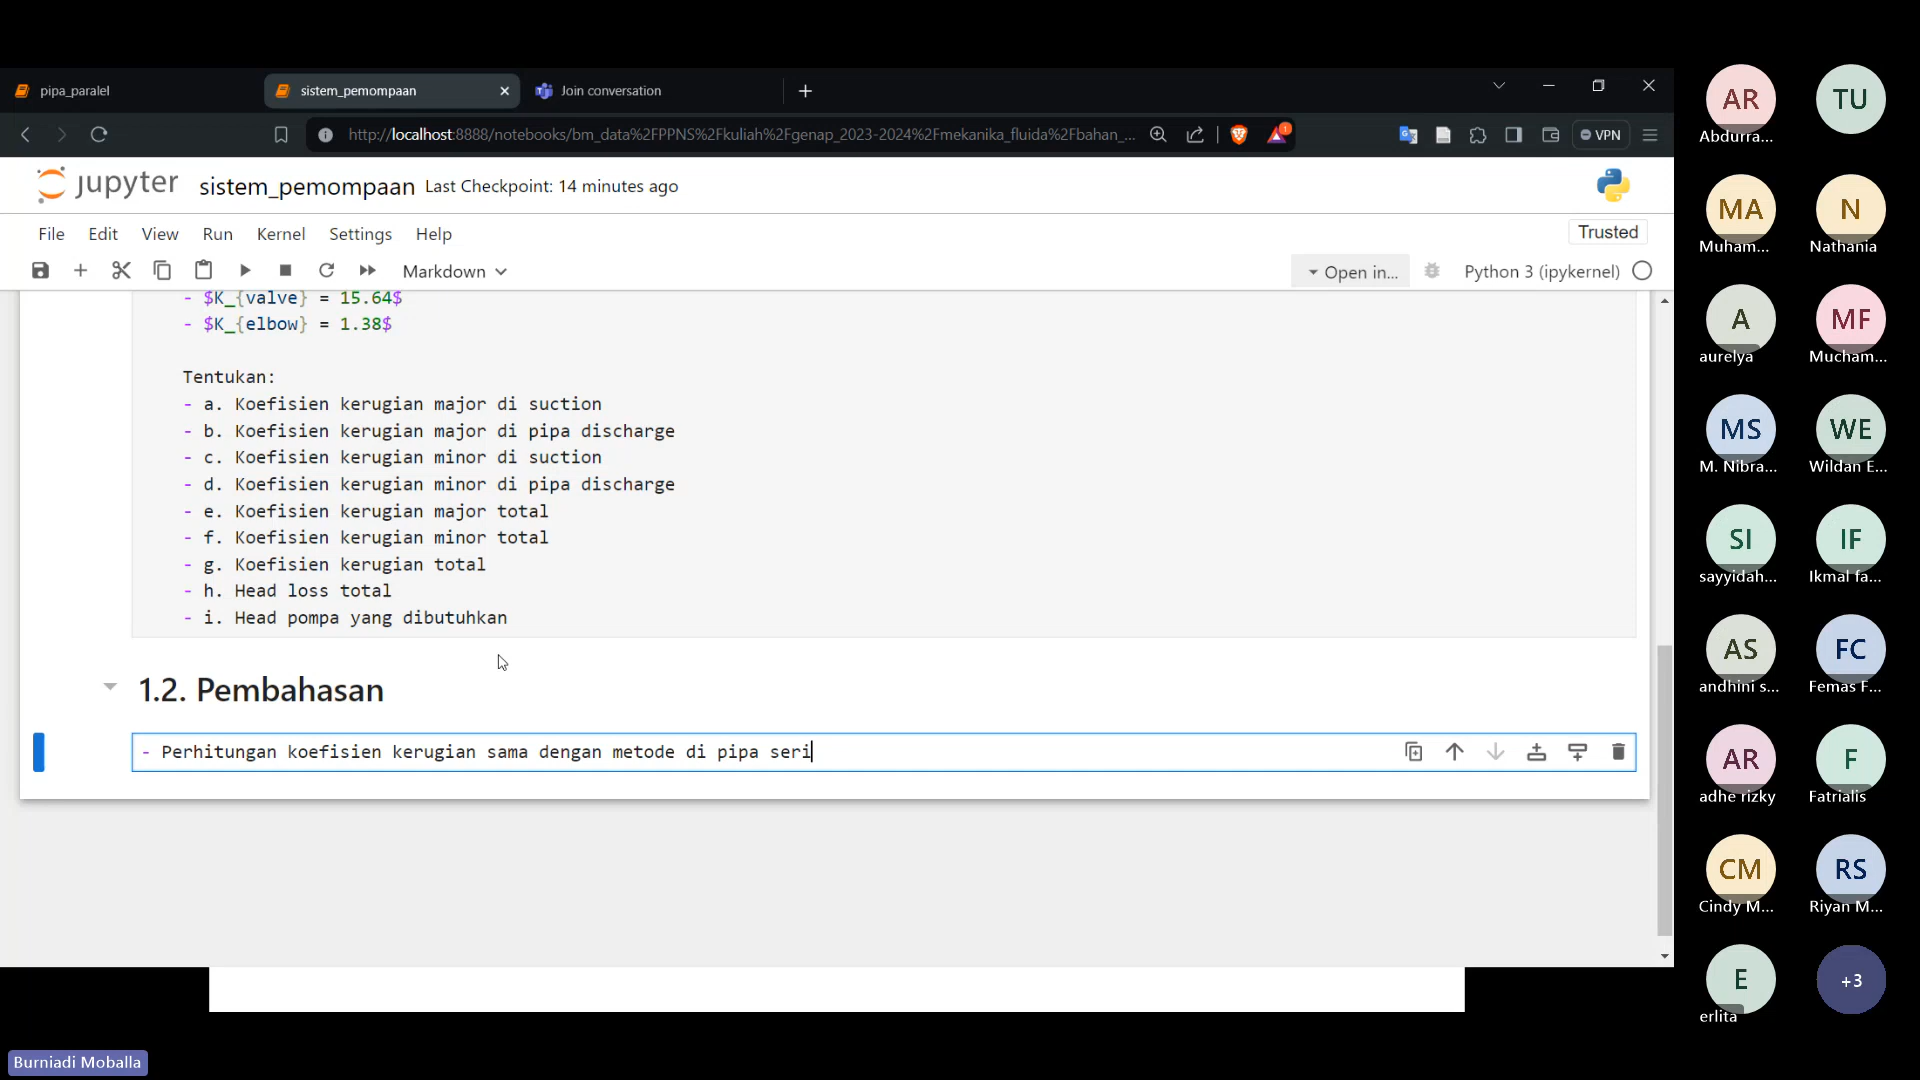 pipa_paralel
sistem_pemompaan
Join conversation
http://localhost:8888/notebooks/bm_data%2FPPNS%2Fkuliah%2Fgenap_2023-2024%2Fmekanika_fluida%2Fbahan_...
1
VPN
jupyter
sistem_pemompaan Last Checkpoint: 14 minutes ago
File Edit View Run Kernel Settings Help
Trusted
Markdown
Open in...
Python 3 (ipykernel)
- $K_{valve} = 15.64$
- $K_{elbow} = 1.38$
Tentukan:
- a. Koefisien kerugian major di suction
- b. Koefisien kerugian major di pipa discharge
- c. Koefisien kerugian minor di suction
- d. Koefisien kerugian minor di pipa discharge
- e. Koefisien kerugian major total
- f. Koefisien kerugian minor total
- g. Koefisien kerugian total
- h. Head loss total
- i. Head pompa yang dibutuhkan
1.2. Pembahasan
- Perhitungan koefisien kerugian sama dengan metode di pipa seri
AR TU
Abdurra...
MA N
Muham... Nathania
A MF
aurelya Mucham...
MS WE
M. Nibra... Wildan E...
SI IF
sayyidah... Ikmal fa...
AS FC
andhini s... Femas F...
AR F
adhe rizky Fatrialis
CM RS
Cindy M... Riyan M...
E +3
erlita
Burniadi Moballa